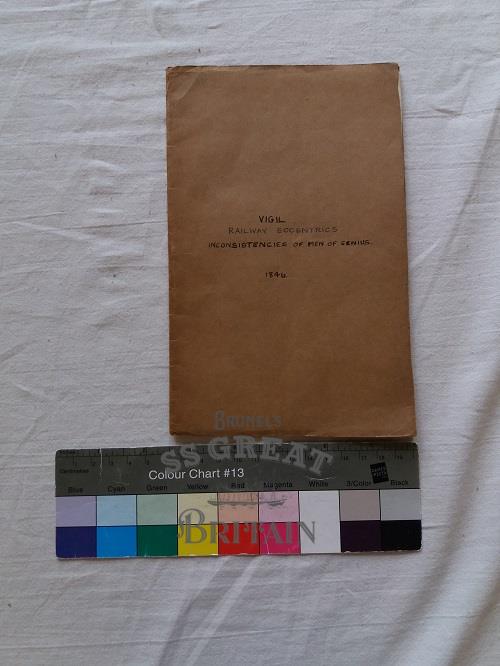 VIGIL
RAILWAY ECCENTRICS
INCONSISTENCIES OF MEN OF GENIUS.
1846
BRUNEL'S
SS GREAT
BRITAIN
Centimetres
Colour Chart #13
Blue Cyan Green Yellow Red Magenta White 3/Color Black